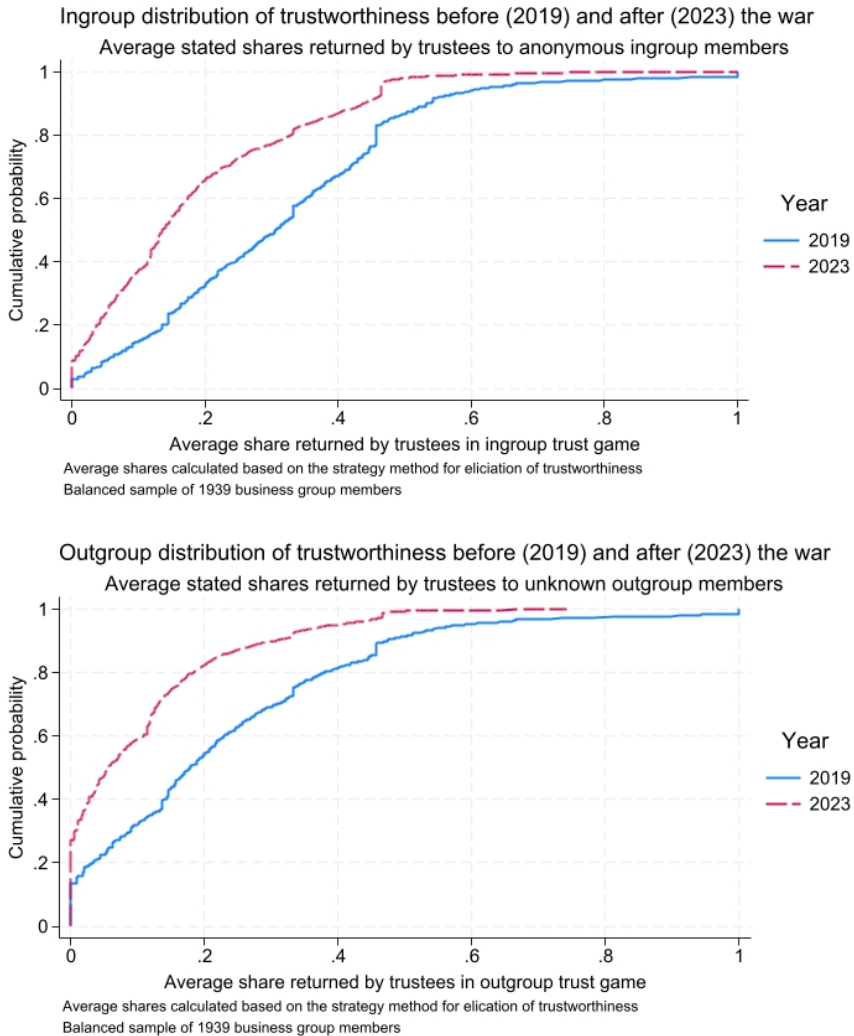 Ingroup distribution of trustworthiness before (2019) and after (2023) the war
Average stated shares returned by trustees to anonymous ingroup members
Cumulative probability
1
.8
.6
.4
.2
0
0 .2 .4 .6 .8 1
Year
2019
2023
Average share returned by trustees in ingroup trust game
Average shares calculated based on the strategy method for eliciation of trustworthiness
Balanced sample of 1939 business group members
Outgroup distribution of trustworthiness before (2019) and after (2023) the war
Average stated shares returned by trustees to unknown outgroup members
Cumulative probability
1
.8
.6
.4
.2
0
0 .2 .4 .6 .8 1
Year
2019
2023
Average share returned by trustees in outgroup trust game
Average shares calculated based on the strategy method for elication of trustworthiness
Balanced sample of 1939 business group members